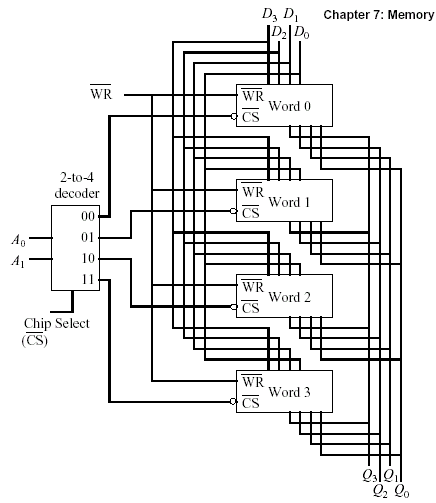 Chapter 7: Memory
D3 D1
D2 D0
WR
WR
Word 0
CS
2-to-4
decoder
00
01
10
11
A0
A1
Chip Select
(CS)
WR
Word 1
CS
WR
Word 2
CS
WR
Word 3
CS
Q3 Q1
Q2 Q0